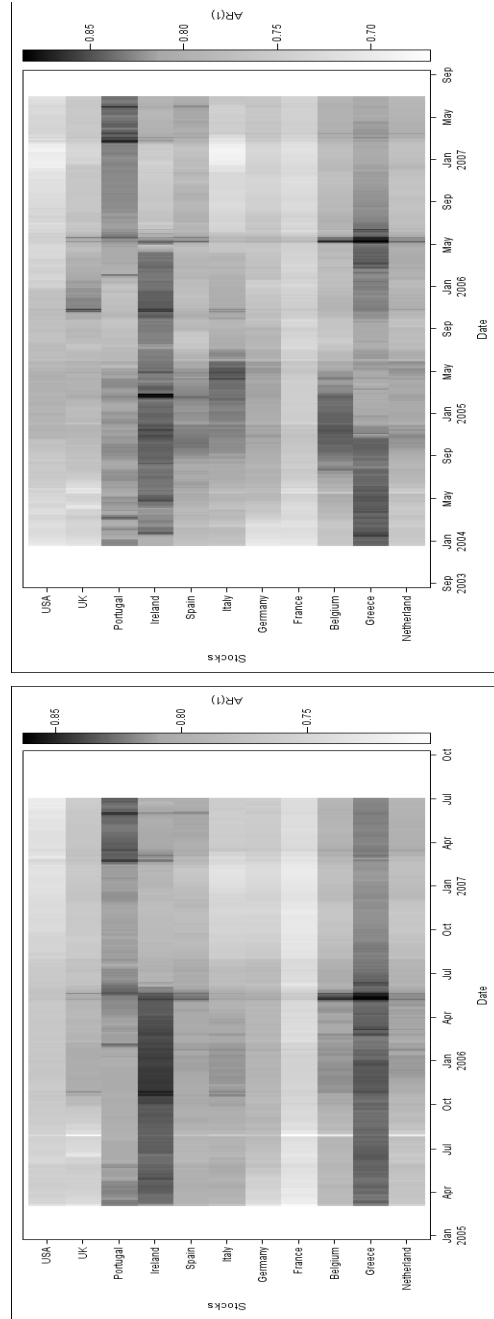 AR(1)
0.85
0.80
0.75
0.70
USA
UK
Portugal
Ireland
Spain
Italy
Germany
France
Belgium
Greece
Netherland
Stocks
Sep
2003
Jan
2004
May
Sep
Jan
2005
May
Sep
Jan
2006
May
Sep
Jan
2007
May
Sep
Date
AR(1)
0.85
0.80
0.75
USA
UK
Portugal
Ireland
Spain
Italy
Germany
France
Belgium
Greece
Netherland
Stocks
Jan
2005
Apr
Jul
Oct
Jan
2006
Apr
Jul
Oct
Jan
2007
Apr
Jul
Oct
Date